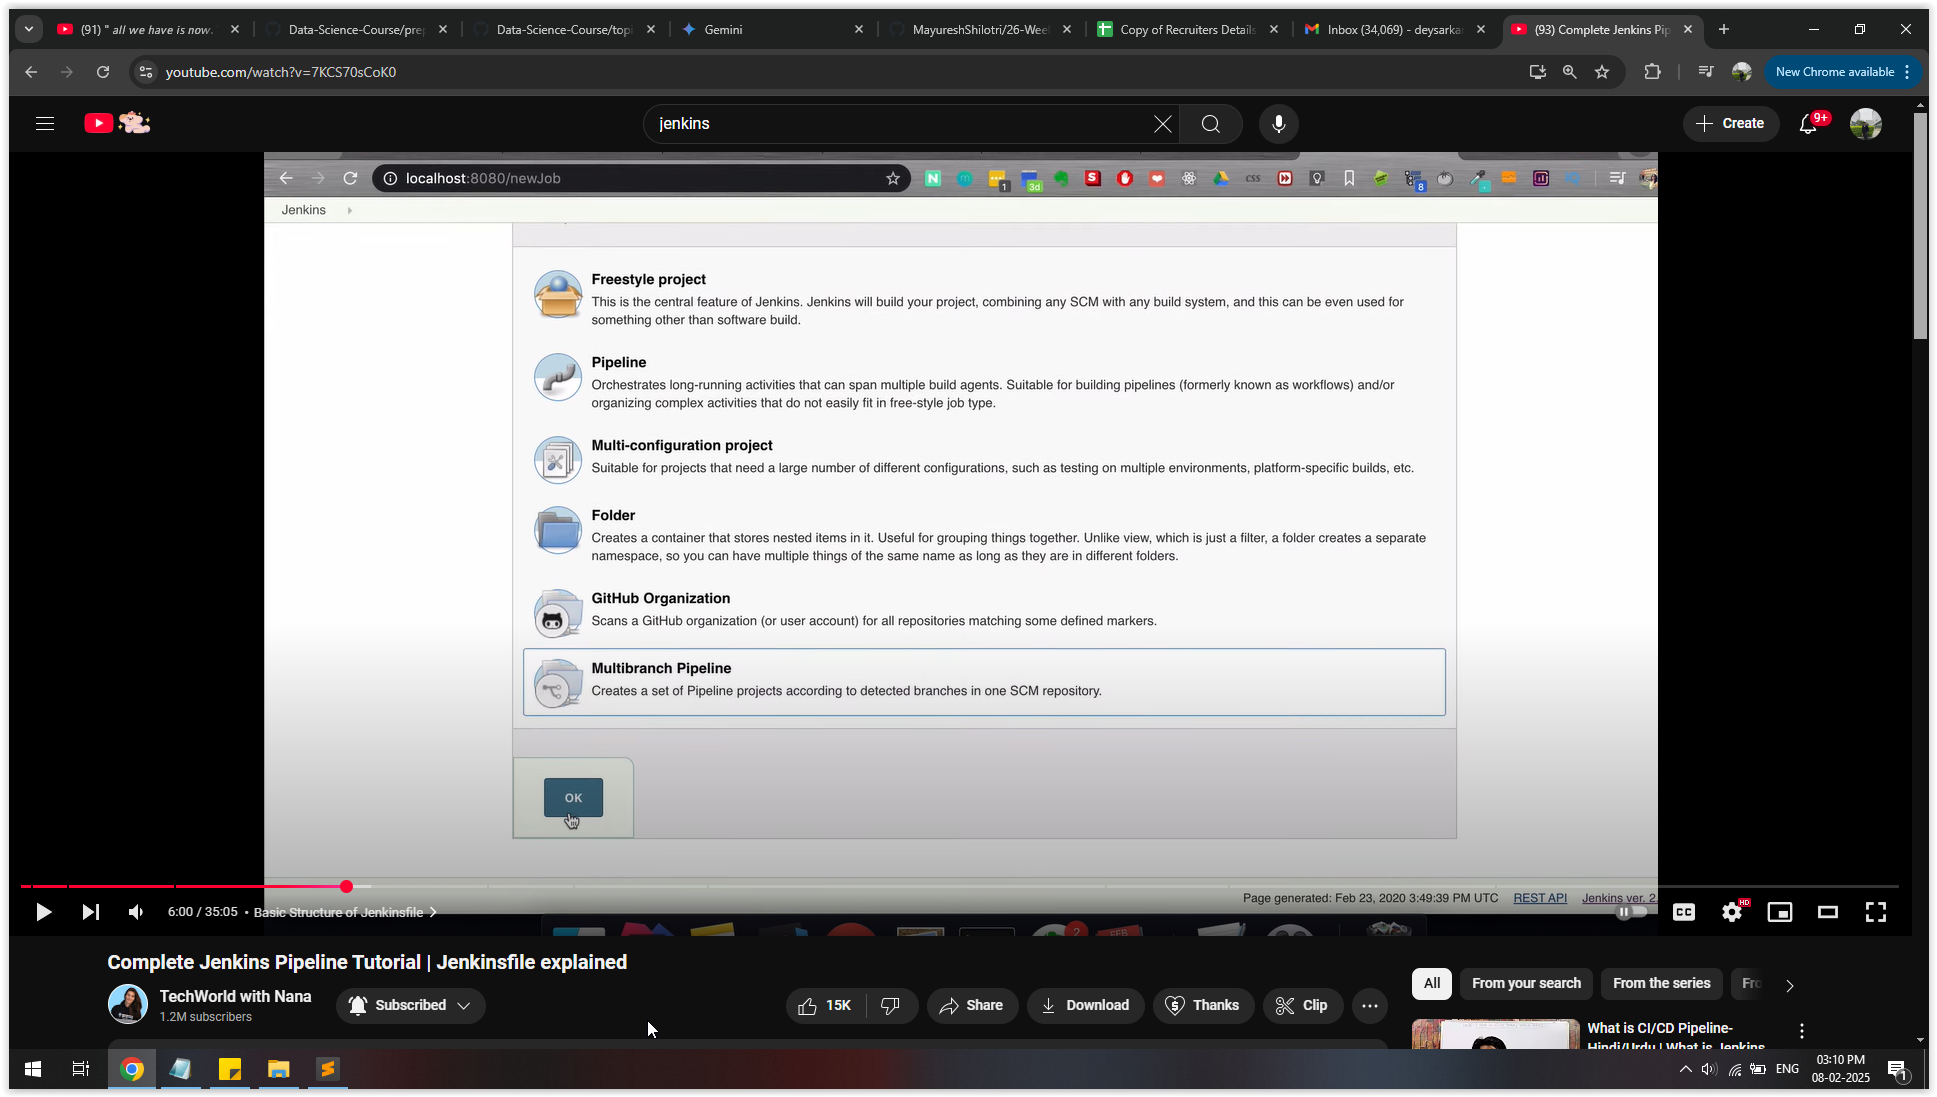 (91) " all we have is now.
Data-Science-Course/pre
Data-Science-Course/topi
Gemini
MayureshShilotri/26-Wee
Copy of Recruiters Details
Inbox (34,069) - deysarka
(93) Complete Jenkins Pip
youtube.com/watch?v=7KCS70sCoK0
New Chrome available
jenkins
Create
9+
localhost:8080/newJob
1
3d
N
S
css
8
Jenkins
Freestyle project
This is the central feature of Jenkins. Jenkins will build your project, combining any SCM with any build system, and this can be even used for
something other than software build.
Pipeline
Orchestrates long-running activities that can span multiple build agents. Suitable for building pipelines (formerly known as workflows) and/or
organizing complex activities that do not easily fit in free-style job type.
Multi-configuration project
Suitable for projects that need a large number of different configurations, such as testing on multiple environments, platform-specific builds, etc.
Folder
Creates a container that stores nested items in it. Useful for grouping things together. Unlike view, which is just a filter, a folder creates a separate
namespace, so you can have multiple things of the same name as long as they are in different folders.
GitHub Organization
Scans a GitHub organization (or user account) for all repositories matching some defined markers.
Multibranch Pipeline
Creates a set of Pipeline projects according to detected branches in one SCM repository.
OK
Page generated: Feb 23, 2020 3:49:39 PM UTC REST API Jenkins ver. 2.
6:00 / 35:05 • Basic Structure of Jenkinsfile
CC
HD
2
FEB
Complete Jenkins Pipeline Tutorial | Jenkinsfile explained
TechWorld with Nana
1.2M subscribers
Subscribed
15K
Share
Download
Thanks
Clip
All
From your search
From the series
Fro
What is CI/CD Pipeline-
Hindi/Urdu | What is Jenkins
ENG
03:10 PM
08-02-2025
1